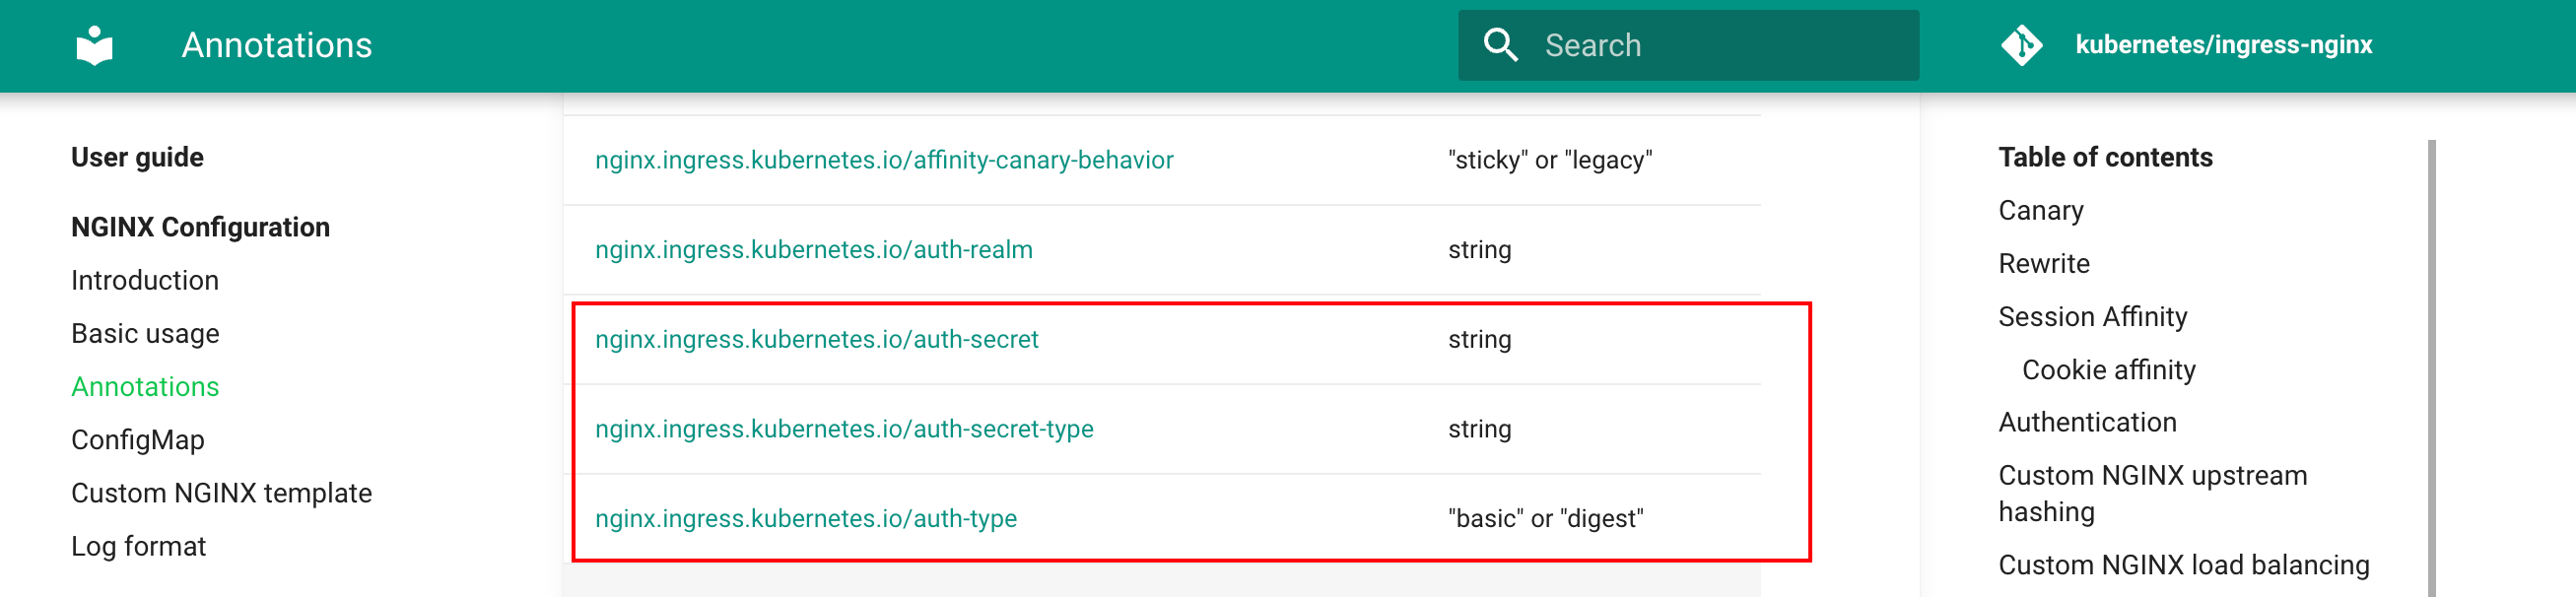 Annotations
Search
kubernetes/ingress-nginx
User guide
NGINX Configuration
Introduction
Basic usage
Annotations
ConfigMap
Custom NGINX template
Log format
nginx.ingress.kubernetes.io/affinity-canary-behavior "sticky" or "legacy"
nginx.ingress.kubernetes.io/auth-realm string
nginx.ingress.kubernetes.io/auth-secret string
nginx.ingress.kubernetes.io/auth-secret-type string
nginx.ingress.kubernetes.io/auth-type "basic" or "digest"
Table of contents
Canary
Rewrite
Session Affinity
Cookie affinity
Authentication
Custom NGINX upstream
hashing
Custom NGINX load balancing